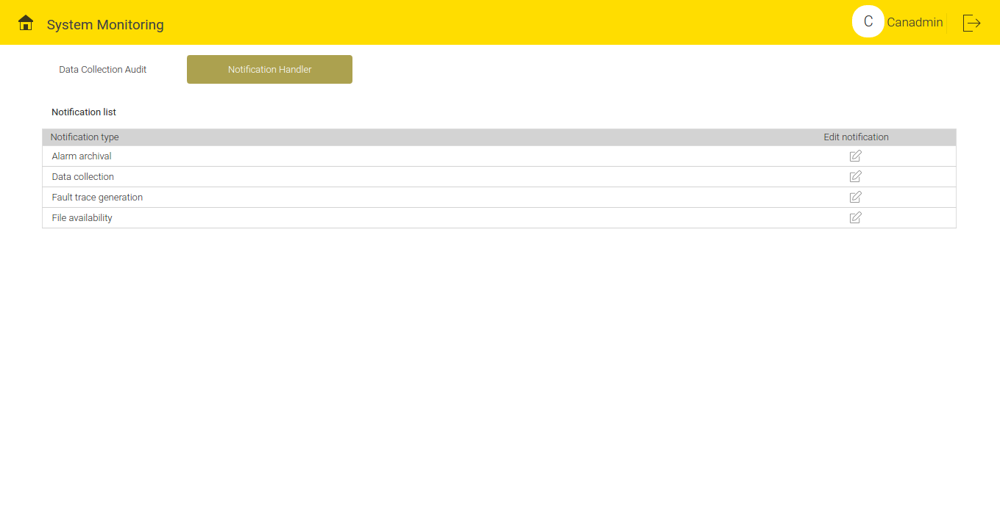 System Monitoring
C Canadmin
Data Collection Audit Notification Handler
Notification list
Notification type Edit notification
Alarm archival
Data collection
Fault trace generation
File availability